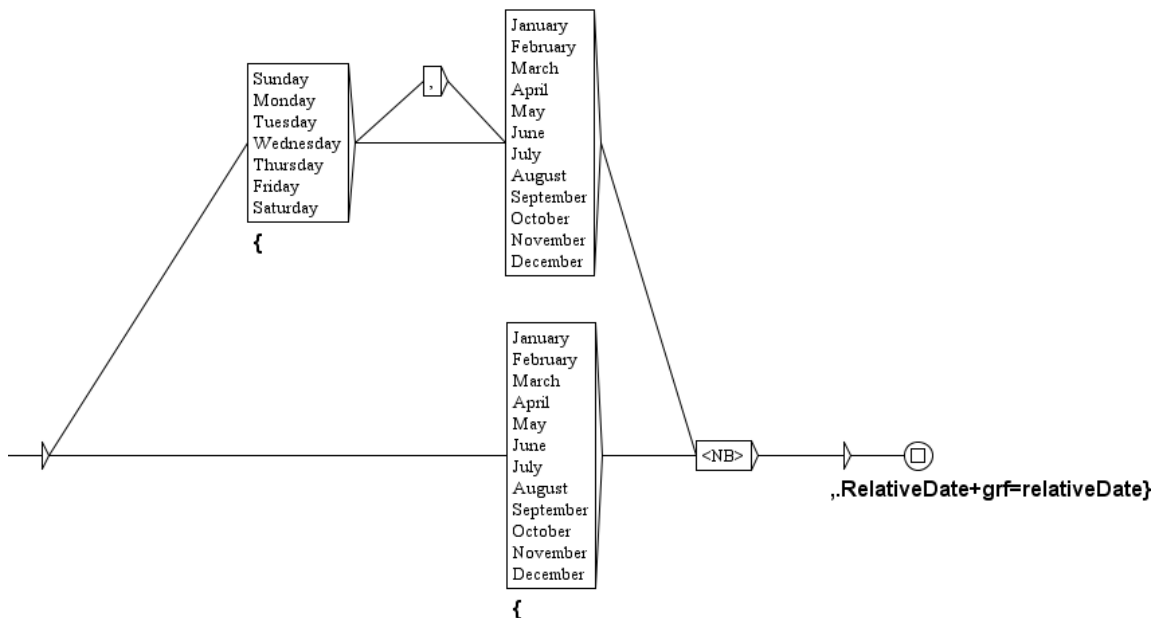 Sunday
Monday
Tuesday
Wednesday
Thursday
Friday
Saturday
{
,
January
February
March
April
May
June
July
August
September
October
November
December
January
February
March
April
May
June
July
August
September
October
November
December
{
<NB>
,.RelativeDate+grf=relativeDate}